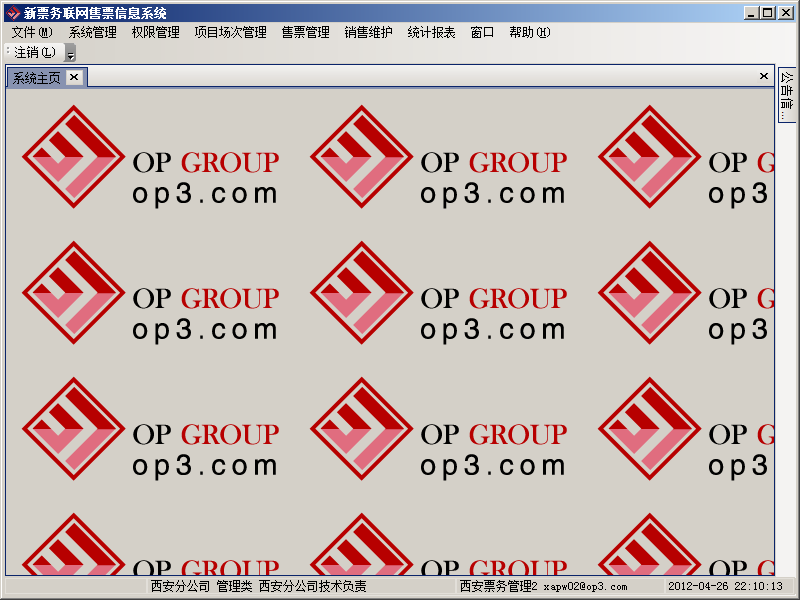 新票务联网售票信息系统
文件(M) 系统管理 权限管理 项目场次管理 售票管理 销售维护 统计报表 窗口 帮助(H)
注销(L)
系统主页
公告信...
OP GROUP OP GROUP OP G
op3.com op3.com op3
OP GROUP OP GROUP OP G
op3.com op3.com op3
OP GROUP OP GROUP OP G
op3.com op3.com op3
OP GROUP OP GROUP OP G
西安分公司 管理类 西安分公司技术负责 西安票务管理2 xapw02@op3.com 2012-04-26 22:10:13